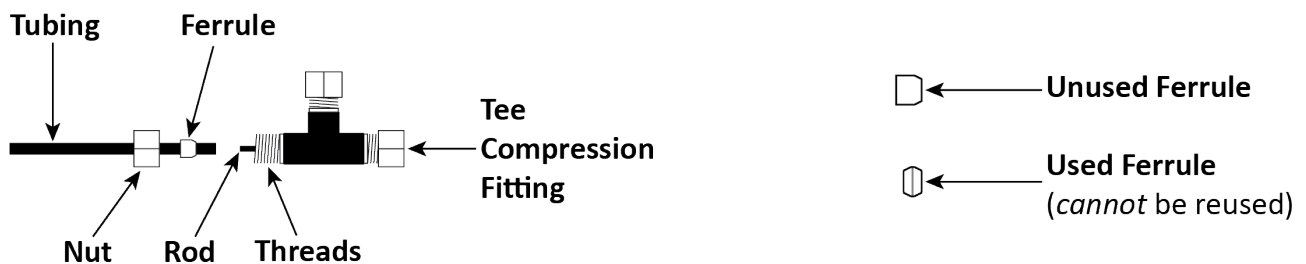 Tubing
Ferrule
Tee
Compression
Fitting
Nut
Rod
Threads
Unused Ferrule
Used Ferrule
(cannot be reused)